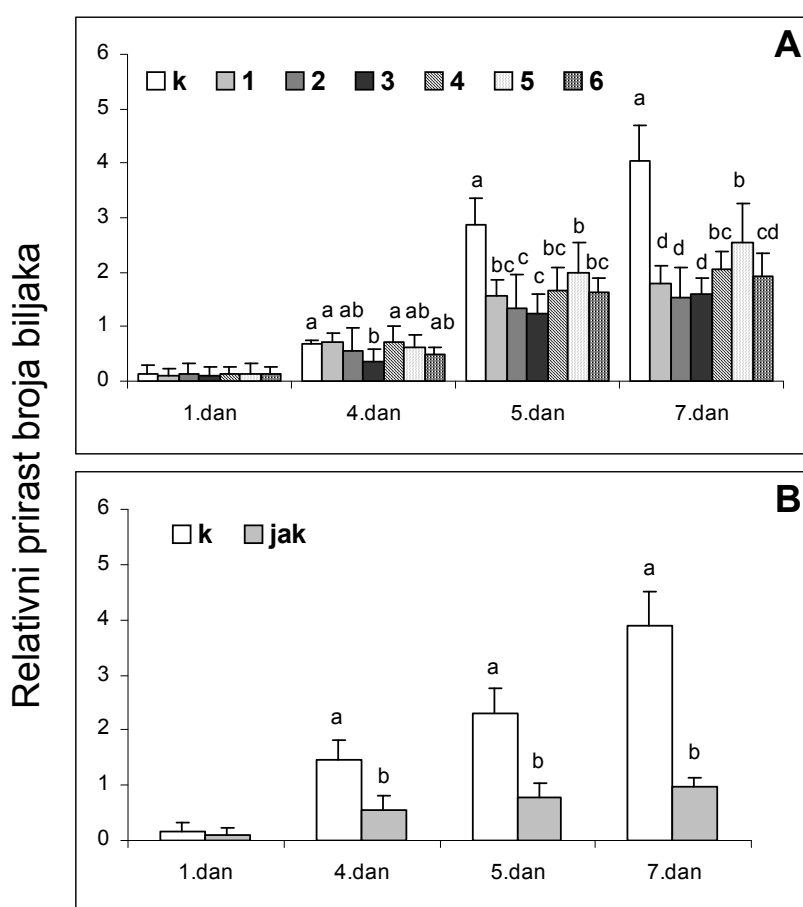 Relativni prirast broja biljaka
A
6
k 1 2 3 4 5 6
5
a
4
a
3
b
b
2
bc c c bc bc
d d bc cd
1
a a ab b a ab ab
0
1.dan 4.dan 5.dan 7.dan
B
6
k jak
5
a
4
3
a
2
a
1
b b b
0
1.dan 4.dan 5.dan 7.dan